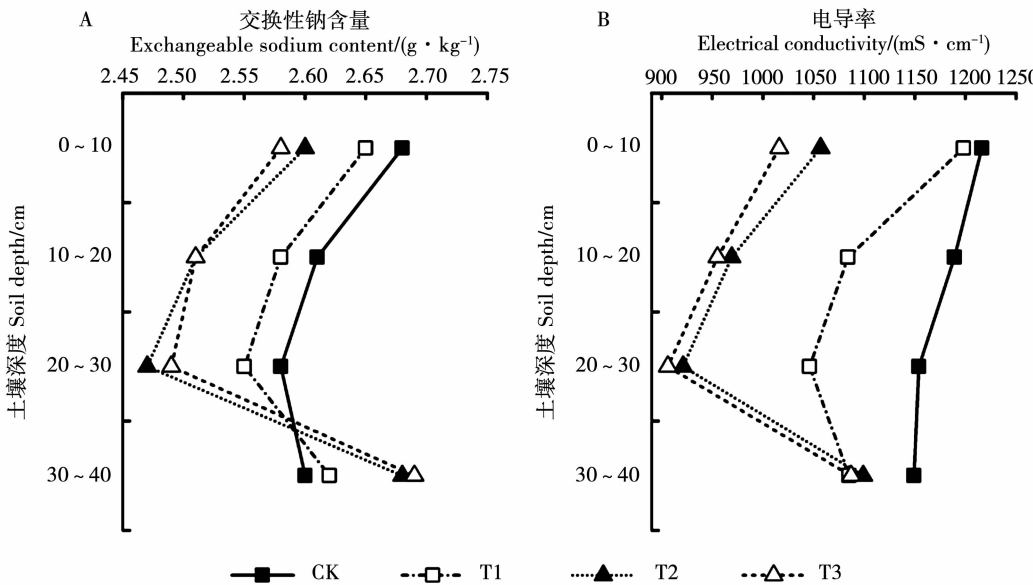 A
交换性钠含量
Exchangeable sodium content/(g·kg⁻¹)
2.45 2.50 2.55 2.60 2.65 2.70 2.75
0~10
10~20
20~30
30~40
土壤深度 Soil depth/cm
B
电导率
Electrical conductivity/(mS·cm⁻¹)
900 950 1000 1050 1100 1150 1200 1250
0~10
10~20
20~30
30~40
土壤深度 Soil depth/cm
CK T1 T2 T3